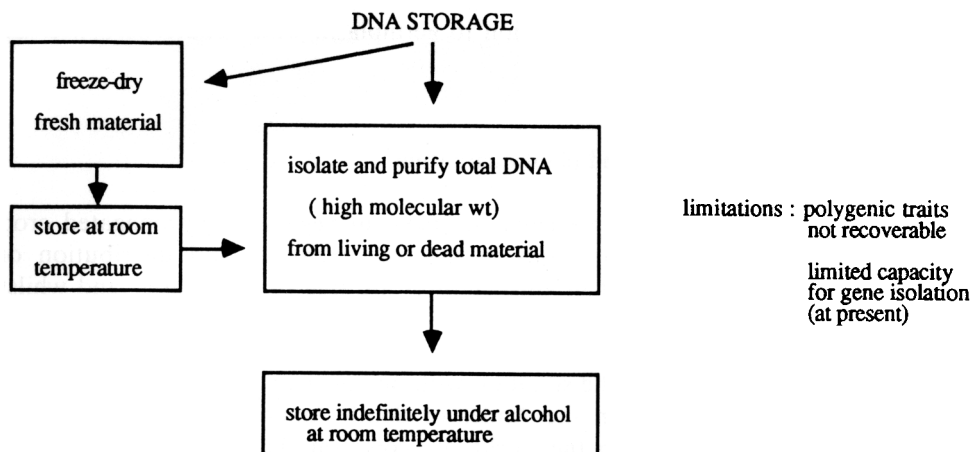 DNA STORAGE
freeze-dry
fresh material
isolate and purify total DNA
( high molecular wt)
from living or dead material
store at room
temperature
limitations : polygenic traits
not recoverable
limited capacity
for gene isolation
(at present)
store indefinitely under alcohol
at room temperature